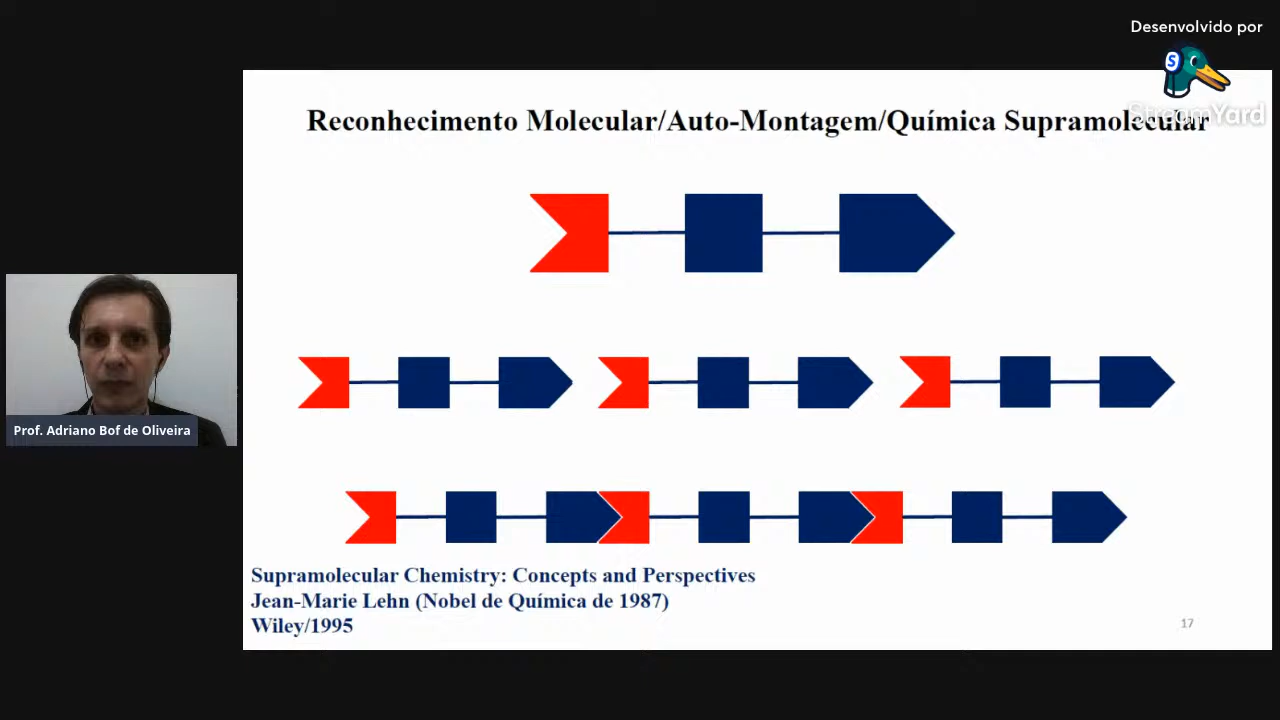 Desenvolvido por
S
StreamYard
Reconhecimento Molecular/Auto-Montagem/Química Supramolecular
Prof. Adriano Bof de Oliveira
Supramolecular Chemistry: Concepts and Perspectives
Jean-Marie Lehn (Nobel de Química de 1987)
Wiley/1995
17